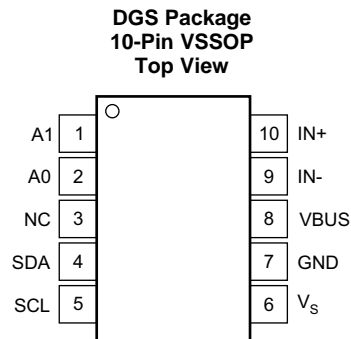 DGS Package
10-Pin VSSOP
Top View
A1 1 10 IN+
A0 2 9 IN-
NC 3 8 VBUS
SDA 4 7 GND
SCL 5 6 VS